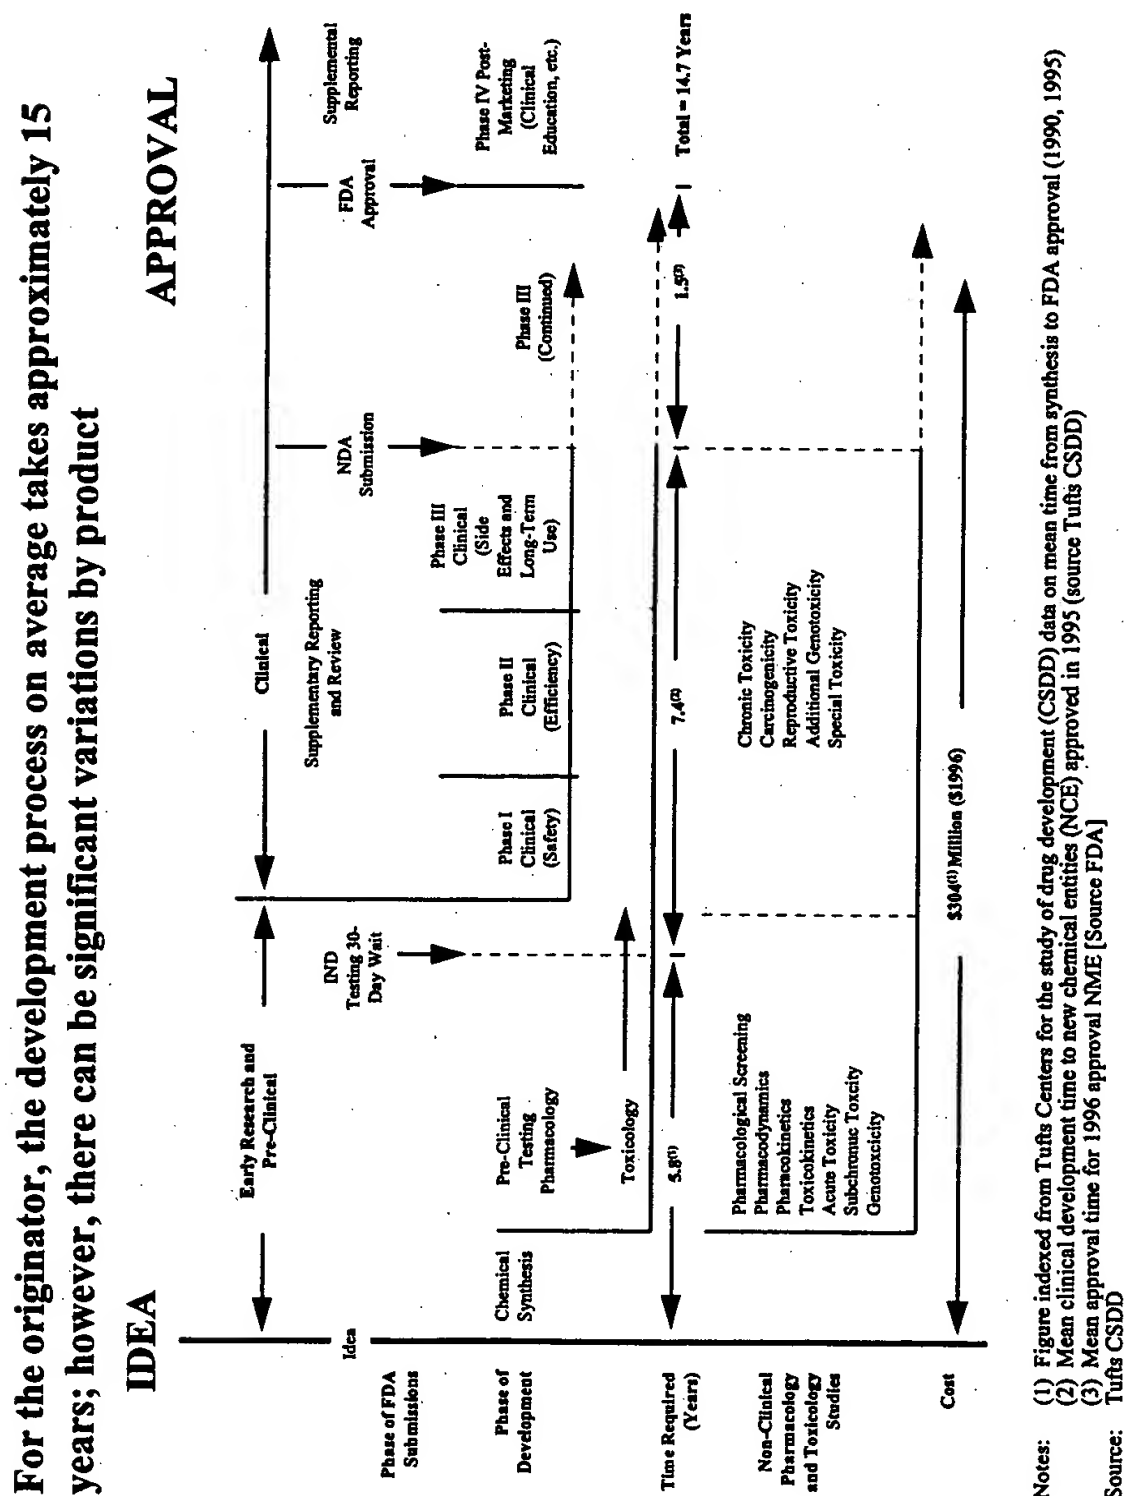 For the originator, the development process on average takes approximately 15
years; however, there can be significant variations by product
IDEA
APPROVAL
Early Research and
Pre-Clinical
Clinical
Idea
IND
Testing 30-
Day Wait
Supplementary Reporting
and Review
NDA
Submission
FDA
Approval
Supplemental
Reporting
Phase of FDA
Submissions
Phase of
Development
Chemical
Synthesis
Pre-Clinical
Testing
Pharmacology
Toxicology
Phase I
Clinical
(Safety)
Phase II
Clinical
(Efficiency)
Phase III
Clinical
(Side
Effects and
Long-Term
Use)
Phase III
(Continued)
Phase IV Post-
Marketing
(Clinical
Education, etc.)
Time Required
(Years)
5.8(1)
7.4(2)
1.5(3)
Total = 14.7 Years
Non-Clinical
Pharmacology
and Toxicology
Studies
Pharmacological Screening
Pharmacodynamics
Pharacokinetics
Toxicokinetics
Acute Toxicity
Subchronuc Toxcity
Genotoxcicity
Chronic Toxicity
Carcinogenicity
Reproductive Toxicity
Additional Genotoxicity
Special Toxicity
Cost
$304(1) Million ($1996)
Notes: (1) Figure indexed from Tufts Centers for the study of drug development (CSDD) data on mean time from synthesis to FDA approval (1990, 1995)
(2) Mean clinical development time to new chemical entities (NCE) approved in 1995 (source Tufts CSDD)
(3) Mean approval time for 1996 approval NME [Source FDA]
Source: Tufts CSDD